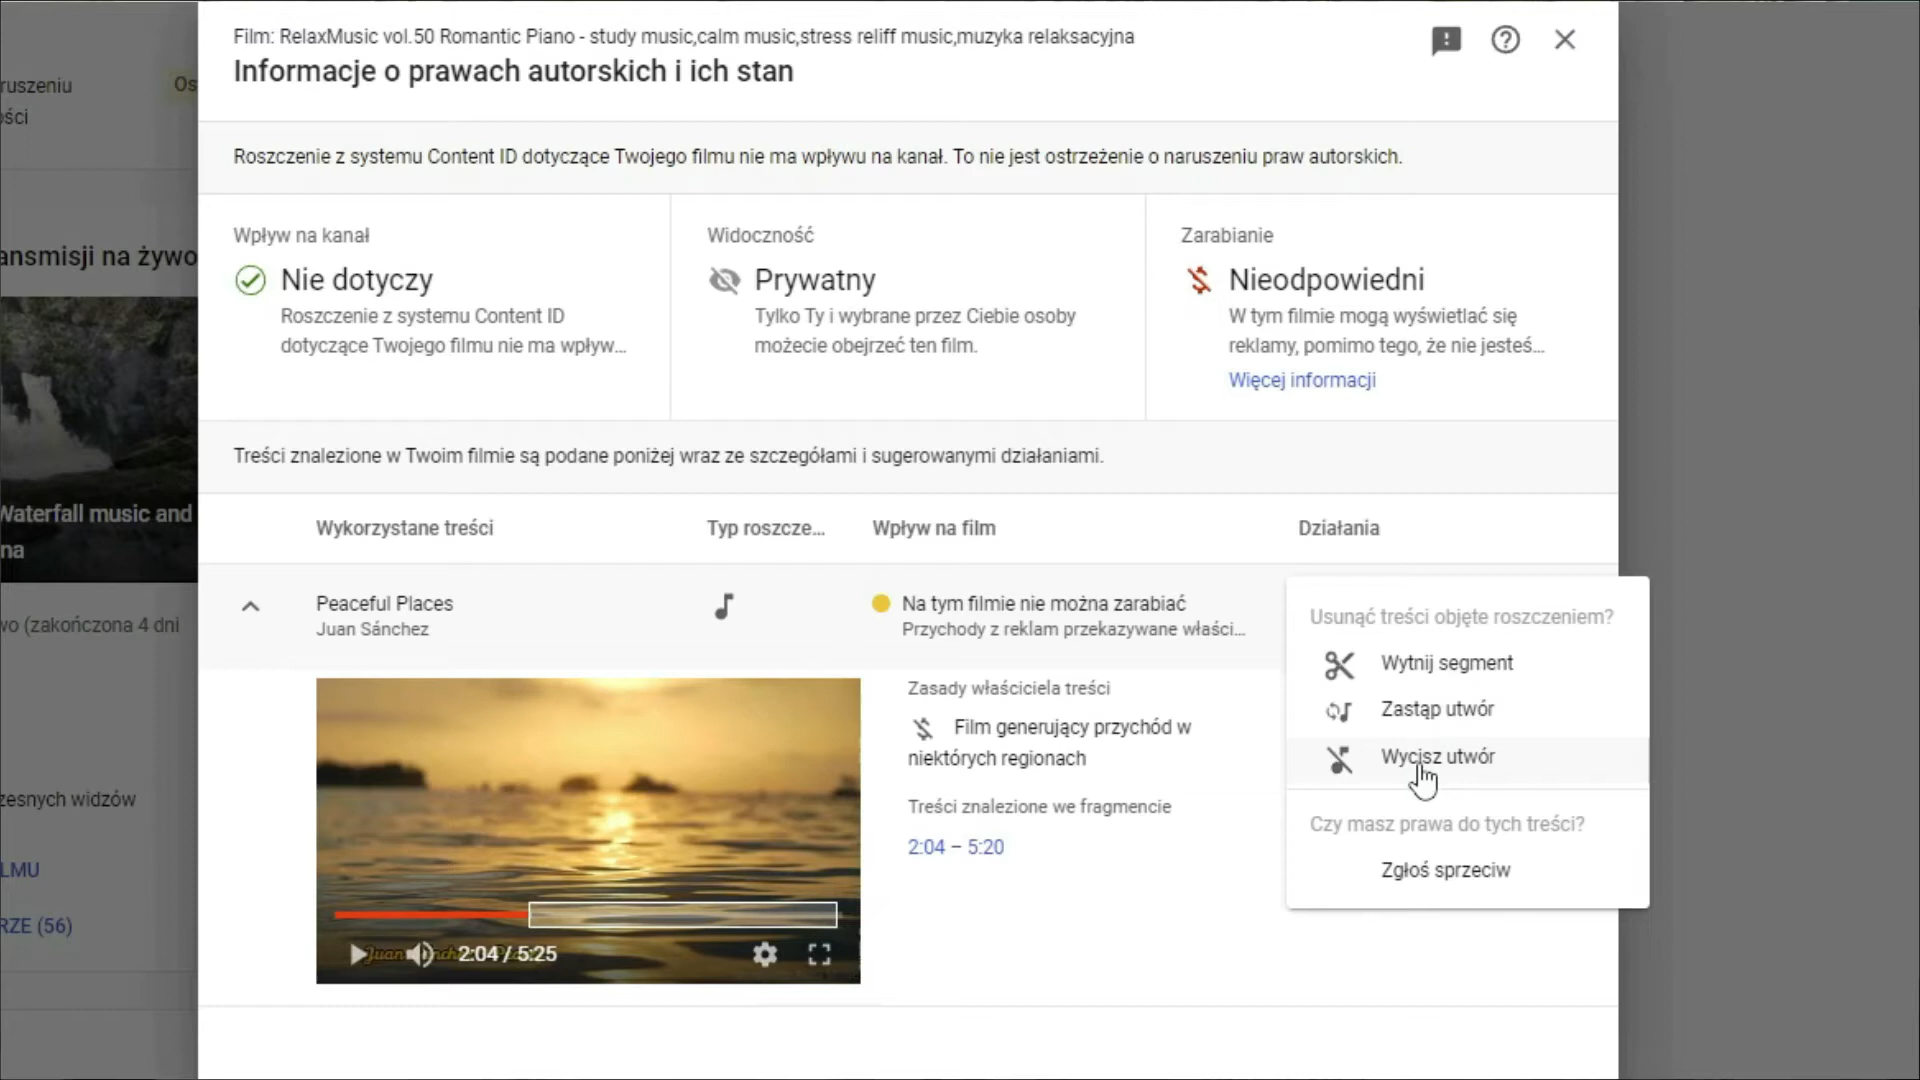 Film: RelaxMusic vol.50 Romantic Piano - study music,calm music,stress reliff music,muzyka relaksacyjna
Informacje o prawach autorskich i ich stan
ruszeniu
Os
ści
Roszczenie z systemu Content ID dotyczące Twojego filmu nie ma wpływu na kanał. To nie jest ostrzeżenie o naruszeniu praw autorskich.
Wpływ na kanał
Nie dotyczy
Roszczenie z systemu Content ID
dotyczące Twojego filmu nie ma wpływ...
Widoczność
Prywatny
Tylko Ty i wybrane przez Ciebie osoby
możecie obejrzeć ten film.
Zarabianie
Nieodpowiedni
W tym filmie mogą wyświetlać się
reklamy, pomimo tego, że nie jesteś...
Więcej informacji
ansmisji na żywo
Waterfall music and
na
wo (zakończona 4 dni
zesnych widzów
LMU
RZE (56)
Treści znalezione w Twoim filmie są podane poniżej wraz ze szczegółami i sugerowanymi działaniami.
Wykorzystane treści
Typ roszcze...
Wpływ na film
Działania
Peaceful Places
Juan Sánchez
Na tym filmie nie można zarabiać
Przychody z reklam przekazywane właści...
Zasady właściciela treści
Film generujący przychód w
niektórych regionach
Treści znalezione we fragmencie
2:04 – 5:20
2:04 / 5:25
Usunąć treści objęte roszczeniem?
Wytnij segment
Zastąp utwór
Wycisz utwór
Czy masz prawa do tych treści?
Zgłoś sprzeciw